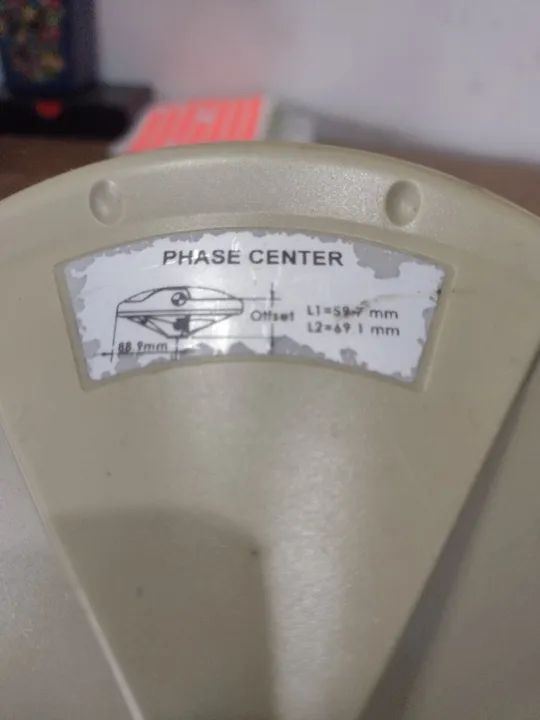 PHASE CENTER
Offset
L1=59.7 mm
L2=69.1 mm
88.9mm